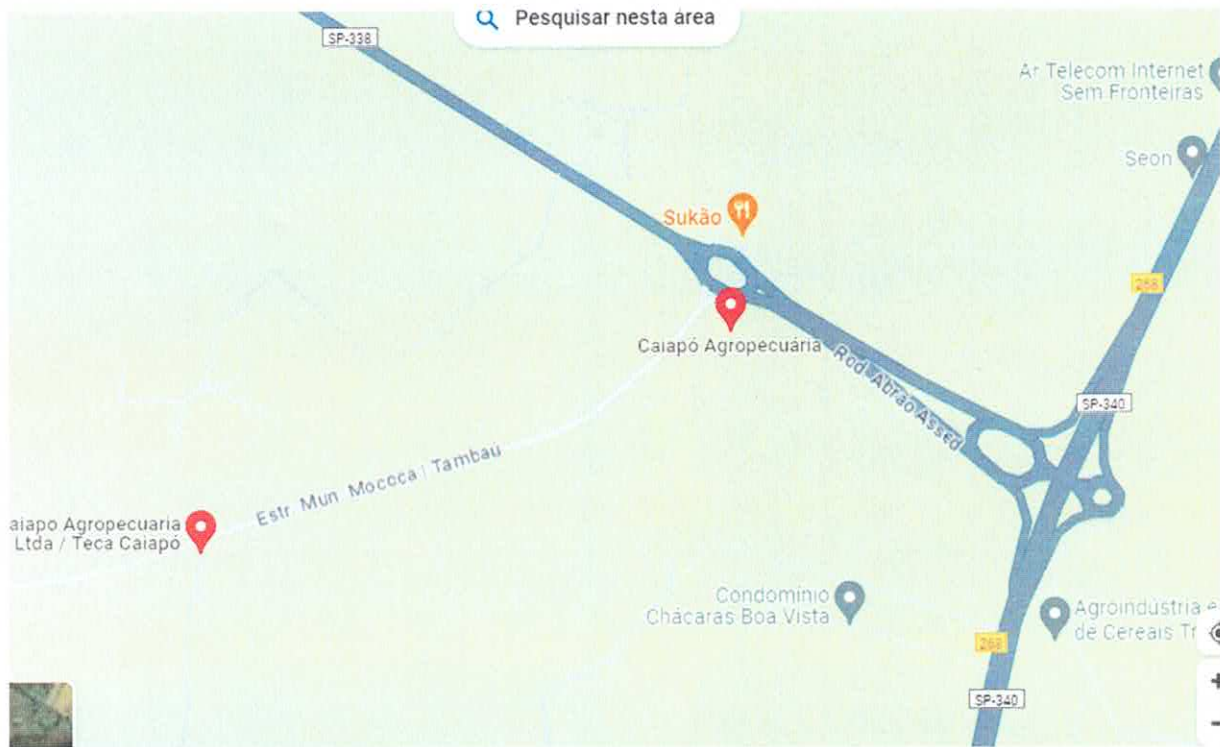 Pesquisar nesta área
SP-338
Ar Telecom Internet
Sem Fronteiras
Seon
Sukão
268
Caiapó Agropecuária
Rod. Abrão Assed
SP-340
Estr. Mun. Mococa | Tambaú
aiapo Agropecuaria
Ltda / Teca Caiapó
Condomínio
Chácaras Boa Vista
Agroindústria e
de Cereais Tr
268
SP-340